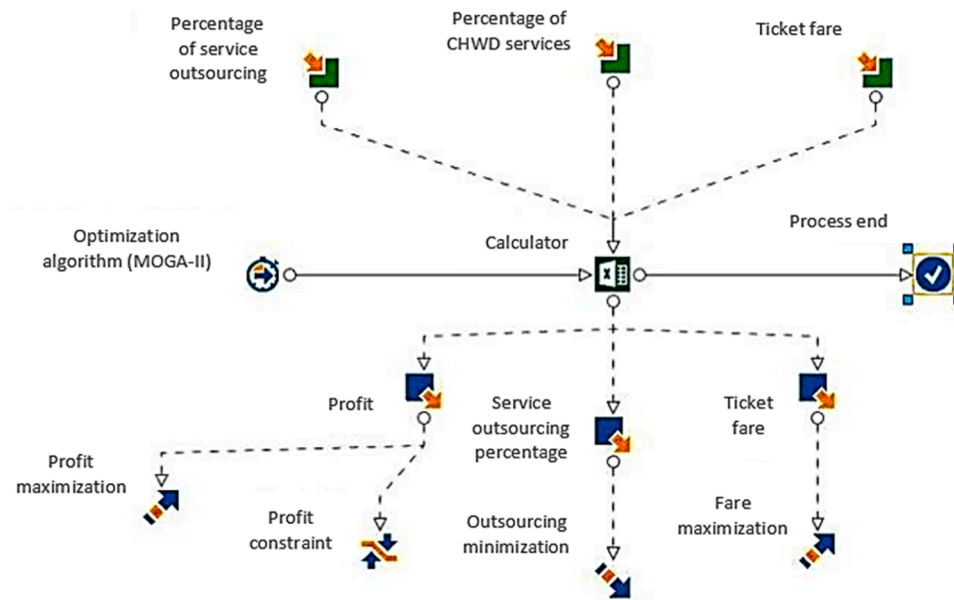 Percentage
of service
outsourcing
Percentage of
CHWD services
Ticket fare
Optimization
algorithm (MOGA-II)
Calculator
Process end
Profit
Service
outsourcing
percentage
Ticket
fare
Profit
maximization
Profit
constraint
Outsourcing
minimization
Fare
maximization